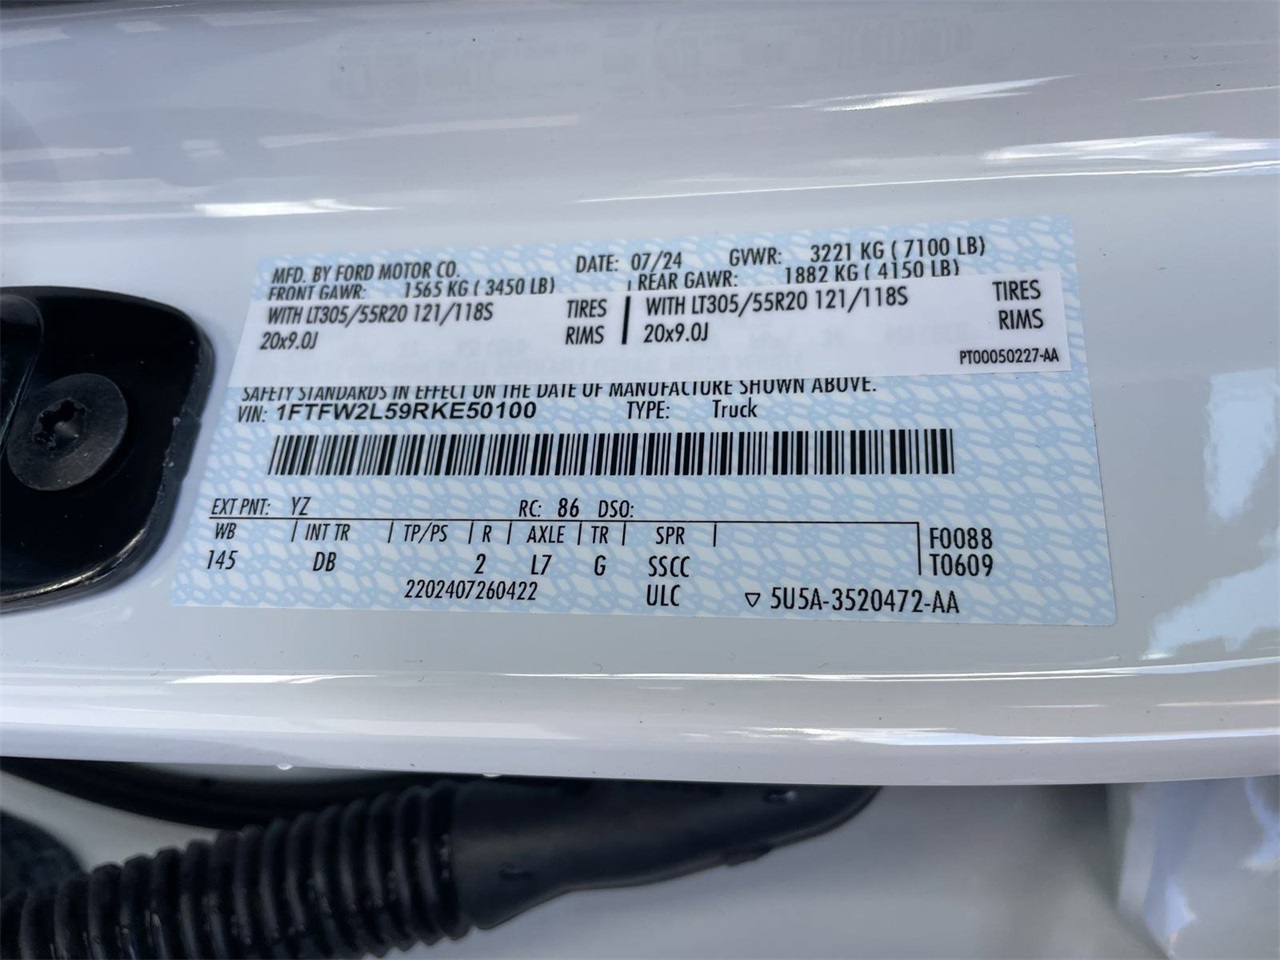 MFD. BY FORD MOTOR CO. DATE: 07/24 GVWR: 3221 KG ( 7100 LB)
FRONT GAWR: 1565 KG ( 3450 LB) REAR GAWR: 1882 KG ( 4150 LB)
WITH LT305/55R20 121/118S TIRES WITH LT305/55R20 121/118S TIRES
20x9.0J RIMS 20x9.0J RIMS
PT00050227-AA
SAFETY STANDARDS IN EFFECT ON THE DATE OF MANUFACTURE SHOWN ABOVE.
VIN: 1FTFW2L59RKE50100 TYPE: Truck
EXT PNT: YZ RC: 86 DSO:
WB INT TR TP/PS R AXLE TR SPR F0088
145 DB 2 L7 G SSCC T0609
2202407260422 ULC ▽ 5U5A-3520472-AA